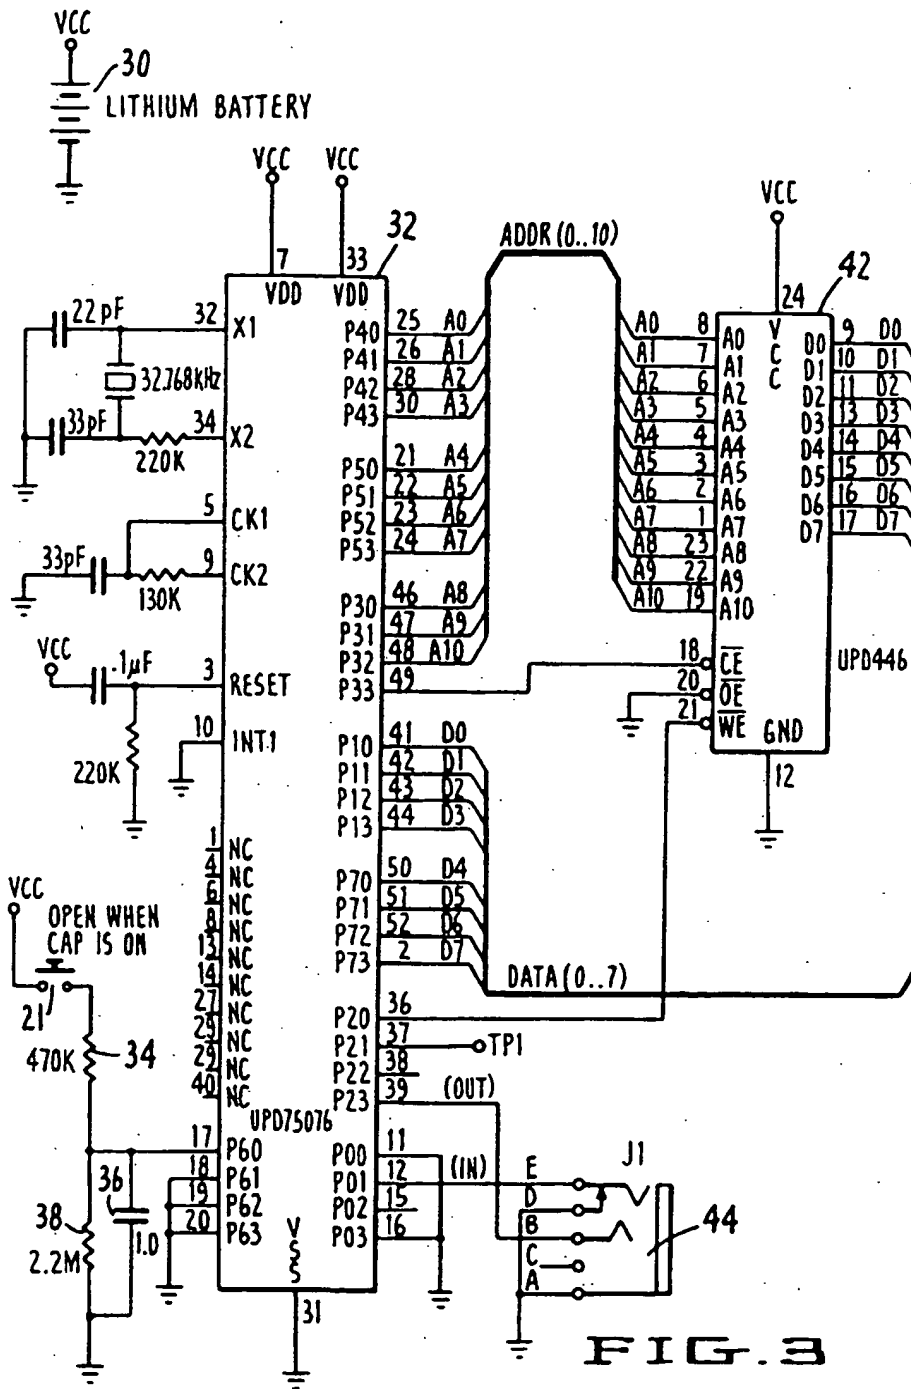 VCC
30
LITHIUM BATTERY
VCC
VCC
7
33
32
VDD
VDD
ADDR (0..10)
VCC
24
42
22pF
32
X1
32.768KHz
33pF
34
X2
220K
5
CK1
33pF
9
CK2
130K
VCC
.1µF
3
RESET
10
INT1
220K
P40 25 A0
P41 26 A1
P42 28 A2
P43 30 A3
P50 21 A4
P51 22 A5
P52 23 A6
P53 24 A7
P30 46 A8
P31 47 A9
P32 48 A10
P33 49
P10 41 D0
P11 42 D1
P12 43 D2
P13 44 D3
P70 50 D4
P71 51 D5
P72 52 D6
P73 2 D7
DATA (0..7)
P20 36
P21 37 TP1
P22 38
P23 39 (OUT)
P00 11
P01 12 (IN)
P02 15
P03 16
A0 8 A0
A1 7 A1
A2 6 A2
A3 5 A3
A4 4 A4
A5 3 A5
A6 2 A6
A7 1 A7
A8 23 A8
A9 22 A9
A10 19 A10
18 CE
20 OE
21 WE
VCC
D0 9 D0
D1 10 D1
D2 11 D2
D3 13 D3
D4 14 D4
D5 15 D5
D6 16 D6
D7 17 D7
UPD446
GND
12
1 NC
4 NC
6 NC
8 NC
13 NC
14 NC
27 NC
29 NC
29 NC
40 NC
VCC
OPEN WHEN
CAP IS ON
21
470K
34
UPD75076
17 P60
18 P61
19 P62
20 P63
36
38
1.0
2.2M
VSS
31
E
D
B
C
A
J1
44
FIG.3